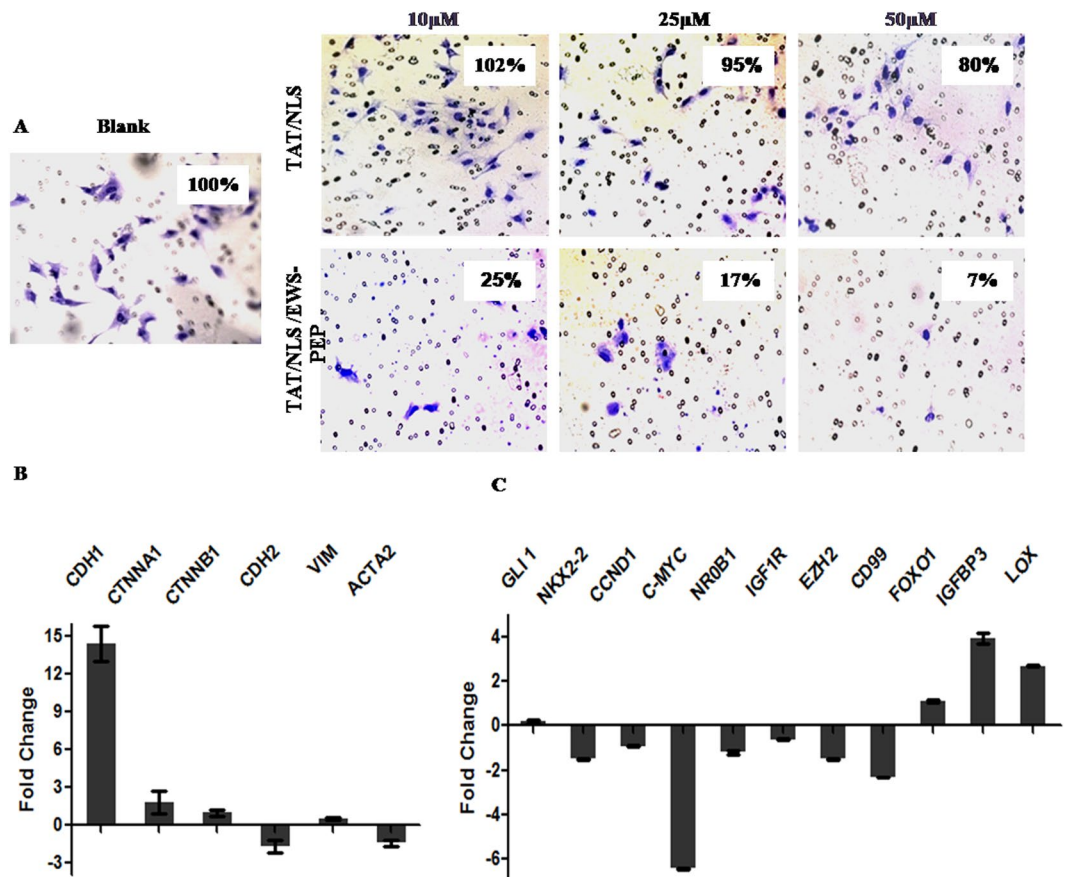 10µM 25µM 50µM
TAT/NLS
102% 95% 80%
A Blank
100%
TAT/NLS/EWS-
PEP
25% 17% 7%
B C
CDH1 CTNNA1 CTNNB1 CDH2 VIM ACTA2
Fold Change
15
12
9
6
3
0
-3
GLI 1 NKX2-2 CCND1 C-MYC NR0B1 IGF1R EZH2 CD99 FOXO1 IGFBP3 LOX
Fold Change
4
2
0
-2
-4
-6